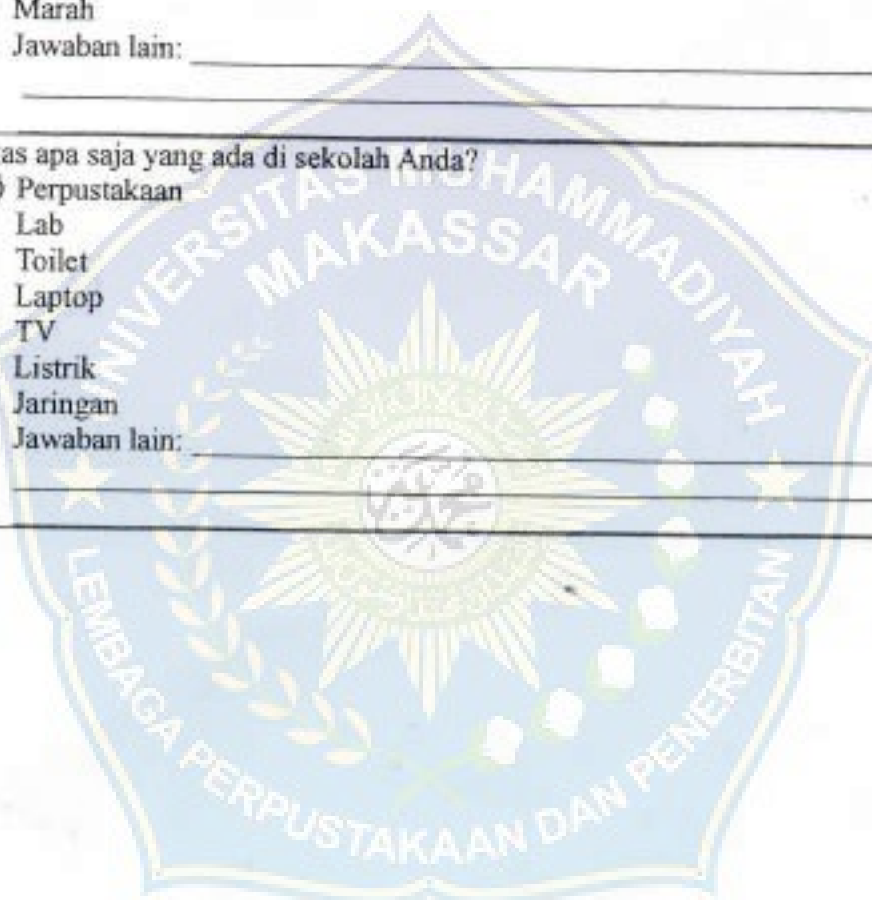 Marah
Jawaban lain:
as apa saja yang ada di sekolah Anda?
) Perpustakaan
Lab
Toilet
Laptop
TV
Listrik
Jaringan
Jawaban lain:
UNIVERSITAS MUHAMMADIYAH
MAKASSAR
LEMBAGA PERPUSTAKAAN DAN PENERBITAN